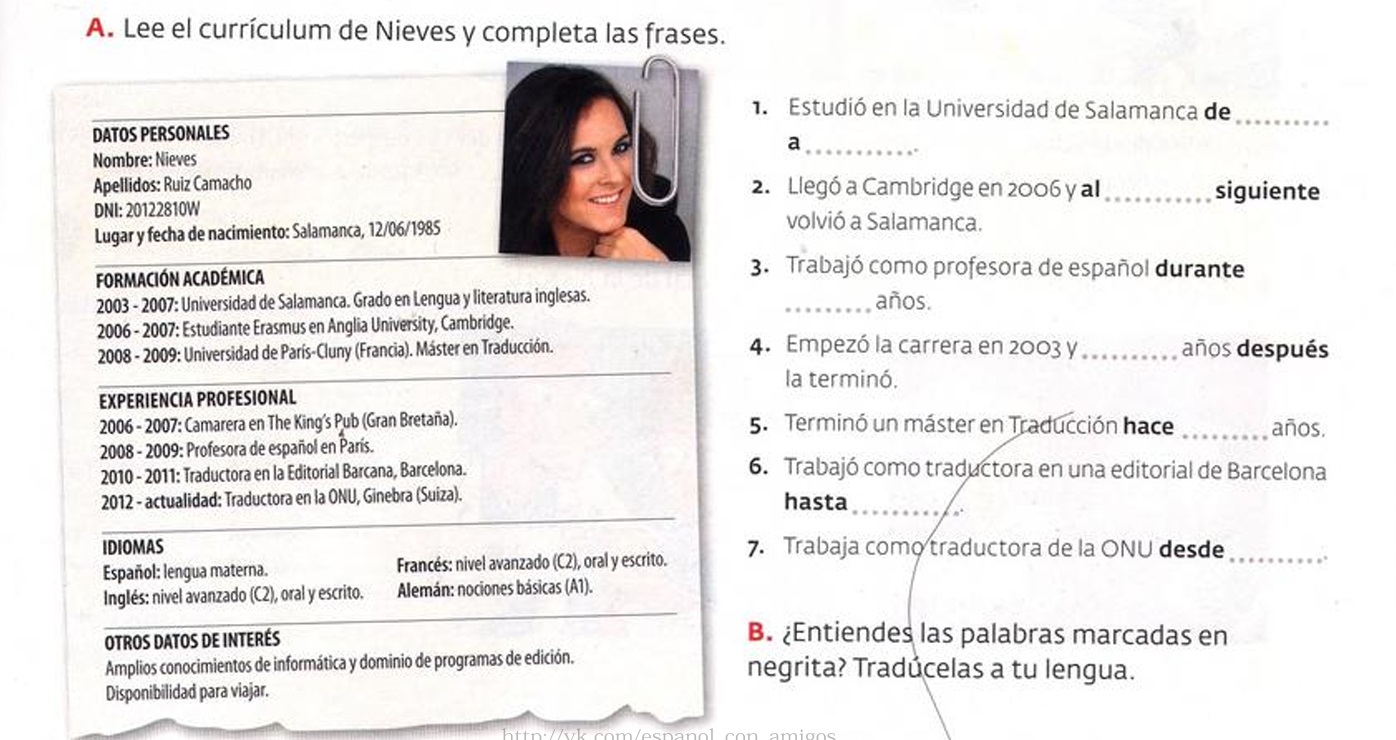 A. Lee el currículum de Nieves y completa las frases.
DATOS PERSONALES
Nombre: Nieves
Apellidos: Ruiz Camacho
DNI: 20122810W
Lugar y fecha de nacimiento: Salamanca, 12/06/1985
FORMACIÓN ACADÉMICA
2003 - 2007: Universidad de Salamanca. Grado en Lengua y literatura inglesas.
2006 - 2007: Estudiante Erasmus en Anglia University, Cambridge.
2008 - 2009: Universidad de París-Cluny (Francia). Máster en Traducción.
EXPERIENCIA PROFESIONAL
2006 - 2007: Camarera en The King's Pub (Gran Bretaña).
2008 - 2009: Profesora de español en París.
2010 - 2011: Traductora en la Editorial Barcana, Barcelona.
2012 - actualidad: Traductora en la ONU, Ginebra (Suiza).
IDIOMAS
Español: lengua materna.
Inglés: nivel avanzado (C2), oral y escrito.
Francés: nivel avanzado (C2), oral y escrito.
Alemán: nociones básicas (A1).
OTROS DATOS DE INTERÉS
Amplios conocimientos de informática y dominio de programas de edición.
Disponibilidad para viajar.
1. Estudió en la Universidad de Salamanca de ..........
a ............
2. Llegó a Cambridge en 2006 y al ........... siguiente
volvió a Salamanca.
3. Trabajó como profesora de español durante
......... años.
4. Empezó la carrera en 2003 y .......... años después
la terminó.
5. Terminó un máster en Traducción hace ......... años.
6. Trabajó como traductora en una editorial de Barcelona
hasta ............
7. Trabaja como traductora de la ONU desde ...........
B. ¿Entiendes las palabras marcadas en
negrita? Tradúcelas a tu lengua.
http://vk.com/espanol_con_amigos